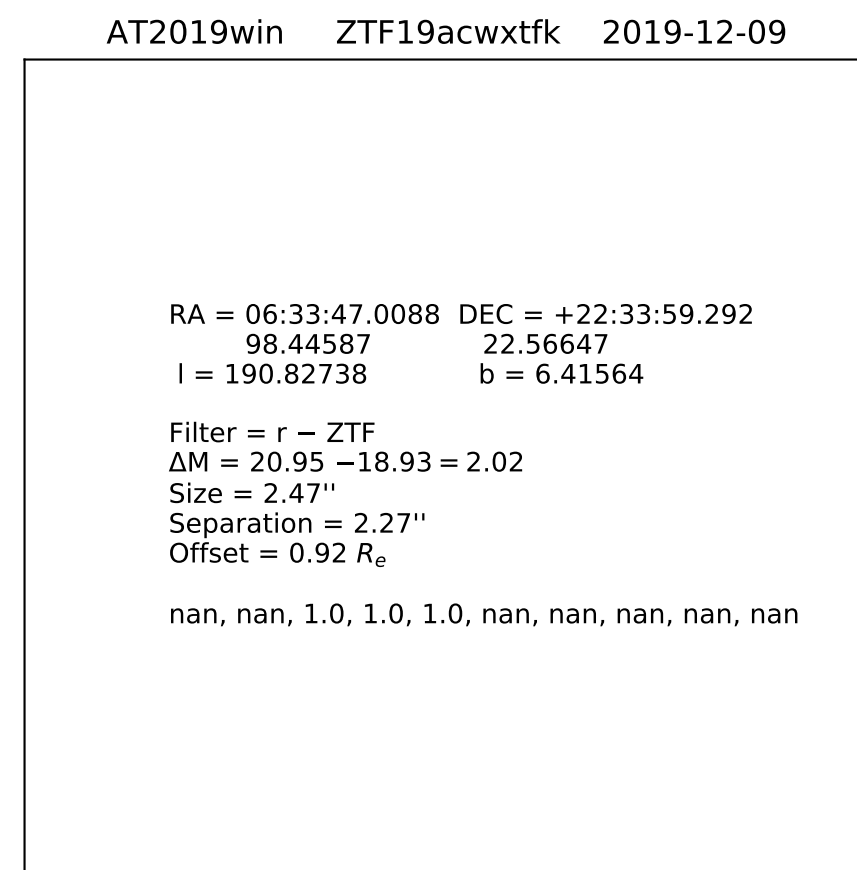 AT2019win ZTF19acwxtfk 2019-12-09
RA = 06:33:47.0088 DEC = +22:33:59.292
98.44587 22.56647
l = 190.82738 b = 6.41564
Filter = r − ZTF
ΔM = 20.95 −18.93 = 2.02
Size = 2.47''
Separation = 2.27''
Offset = 0.92 Re
nan, nan, 1.0, 1.0, 1.0, nan, nan, nan, nan, nan